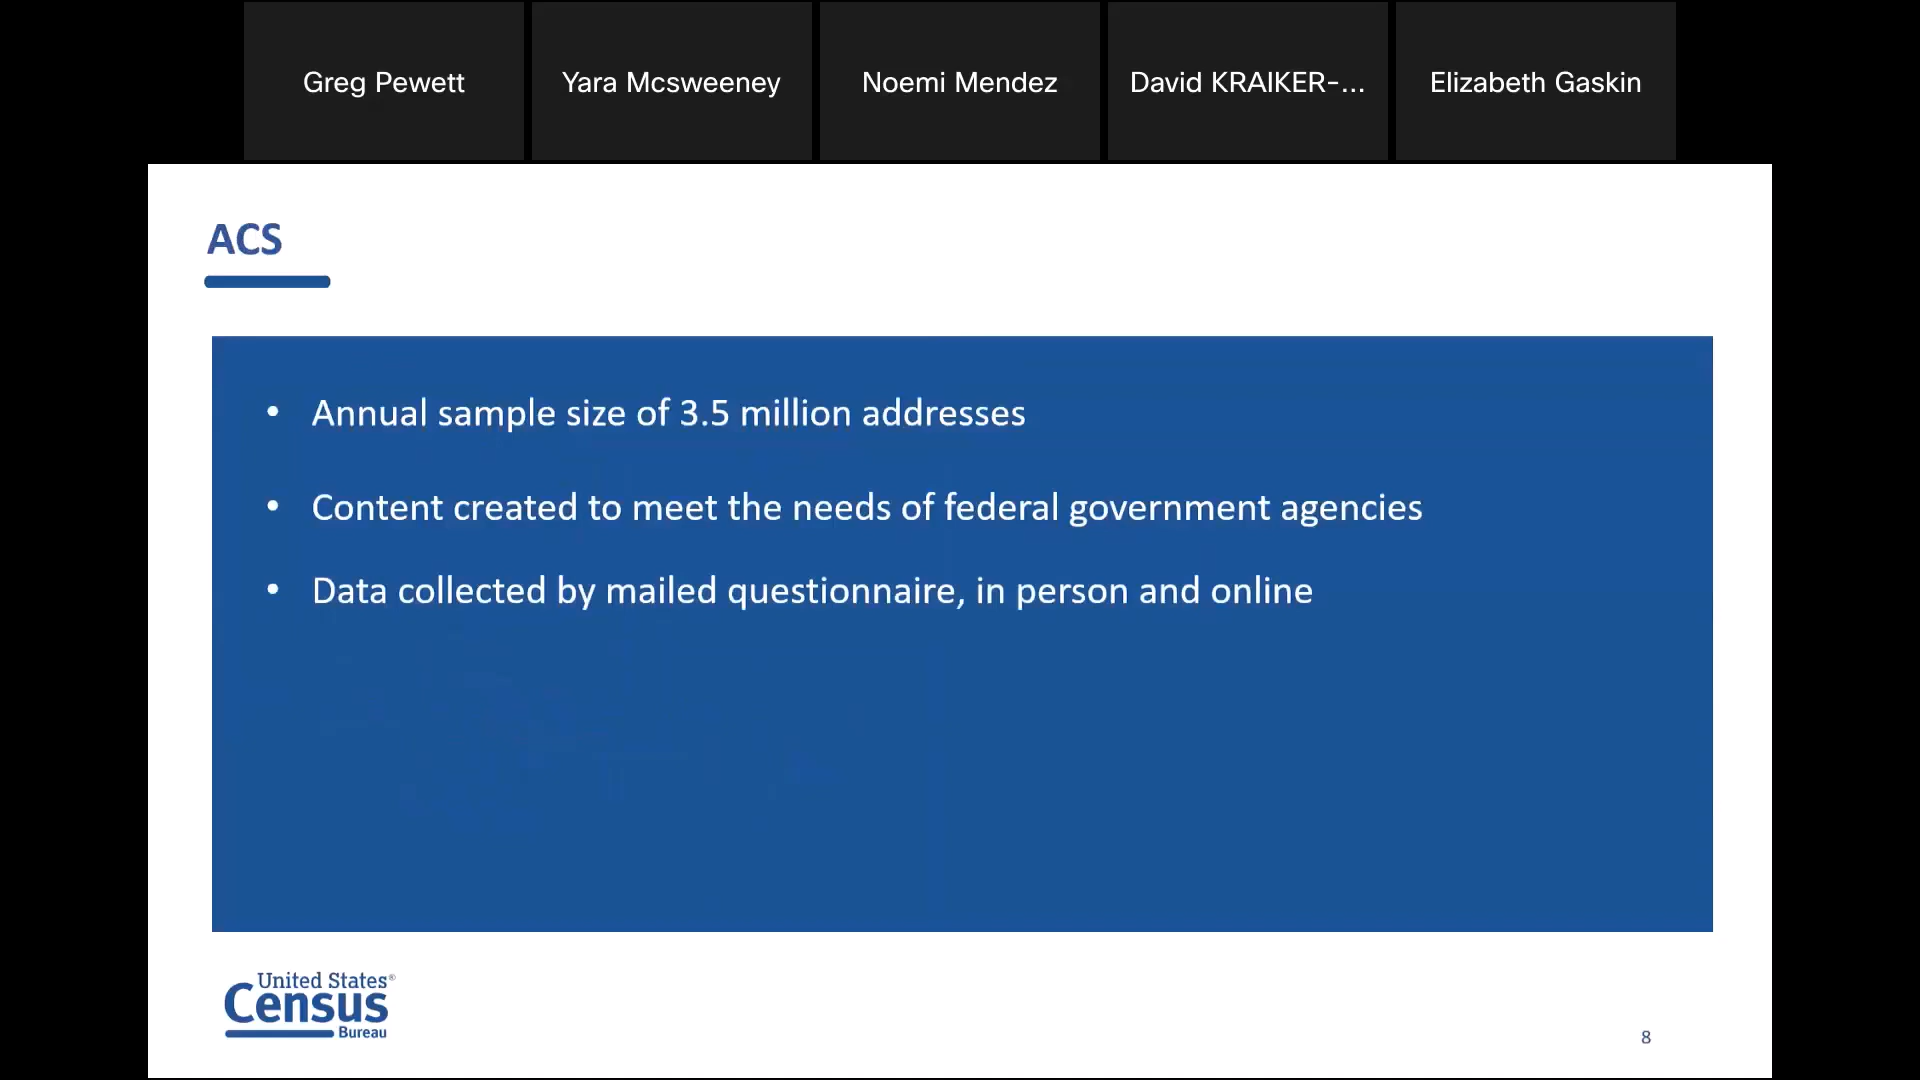 Greg Pewett
Yara Mcsweeney
Noemi Mendez
David KRAIKER-...
Elizabeth Gaskin
ACS
• Annual sample size of 3.5 million addresses
• Content created to meet the needs of federal government agencies
• Data collected by mailed questionnaire, in person and online
United States®
Census
Bureau
8